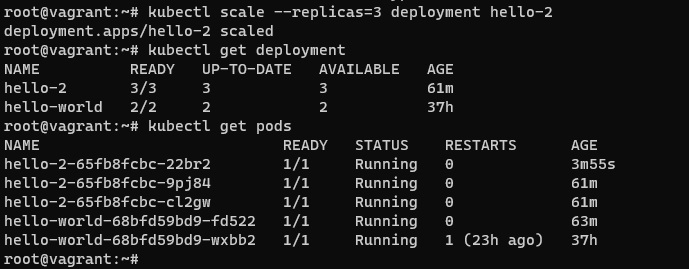 root@vagrant:~# kubectl scale --replicas=3 deployment hello-2
deployment.apps/hello-2 scaled
root@vagrant:~# kubectl get deployment
NAME          READY   UP-TO-DATE   AVAILABLE   AGE
hello-2       3/3     3            3           61m
hello-world   2/2     2            2           37h
root@vagrant:~# kubectl get pods
NAME                           READY   STATUS    RESTARTS      AGE
hello-2-65fb8fcbc-22br2        1/1     Running   0             3m55s
hello-2-65fb8fcbc-9pj84        1/1     Running   0             61m
hello-2-65fb8fcbc-cl2gw        1/1     Running   0             61m
hello-world-68bfd59bd9-fd522   1/1     Running   0             63m
hello-world-68bfd59bd9-wxbb2   1/1     Running   1 (23h ago)   37h
root@vagrant:~#